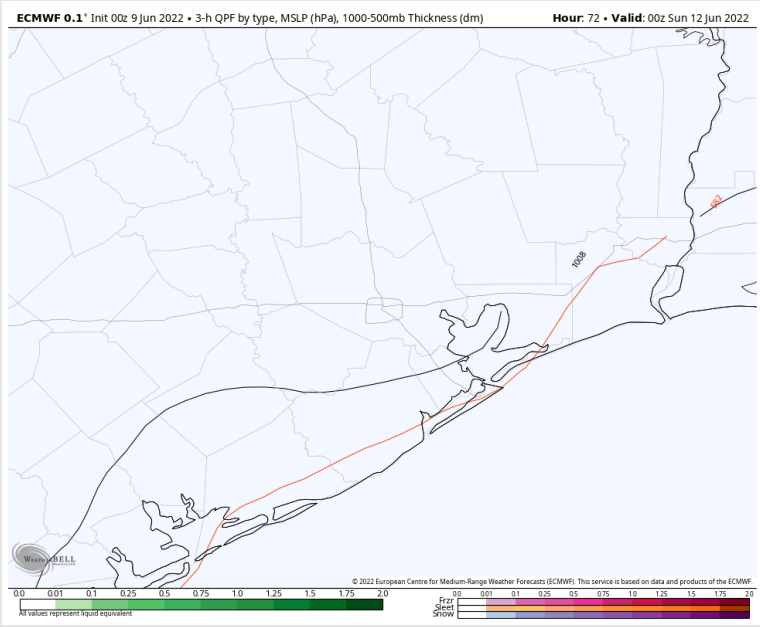 ECMWF 0.1° Init 00z 9 Jun 2022 • 3-h QPF by type, MSLP (hPa), 1000-500mb Thickness (dm)
Hour: 72 • Valid: 00z Sun 12 Jun 2022
1008
WEATHERBELL
© 2022 European Centre for Medium-Range Weather Forecasts (ECMWF). This service is based on data and products of the ECMWF.
0.0 0.01 0.1 0.25 0.5 0.75 1.0 1.25 1.5 1.75 2.0
All values represent liquid equivalent
0.0 0.01 0.1 0.25 0.5 0.75 1.0 1.25 1.5 1.75 2.0
Frzr
Sleet
Snow